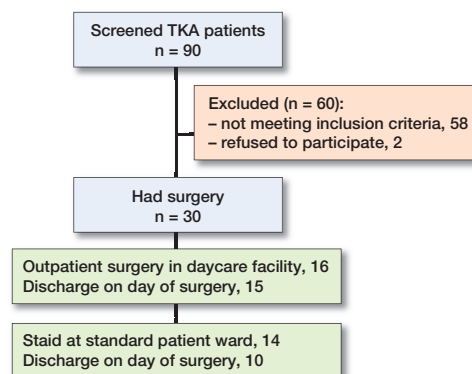 Screened TKA patients
n = 90
Excluded (n = 60):
– not meeting inclusion criteria, 58
– refused to participate, 2
Had surgery
n = 30
Outpatient surgery in daycare facility, 16
Discharge on day of surgery, 15
Staid at standard patient ward, 14
Discharge on day of surgery, 10